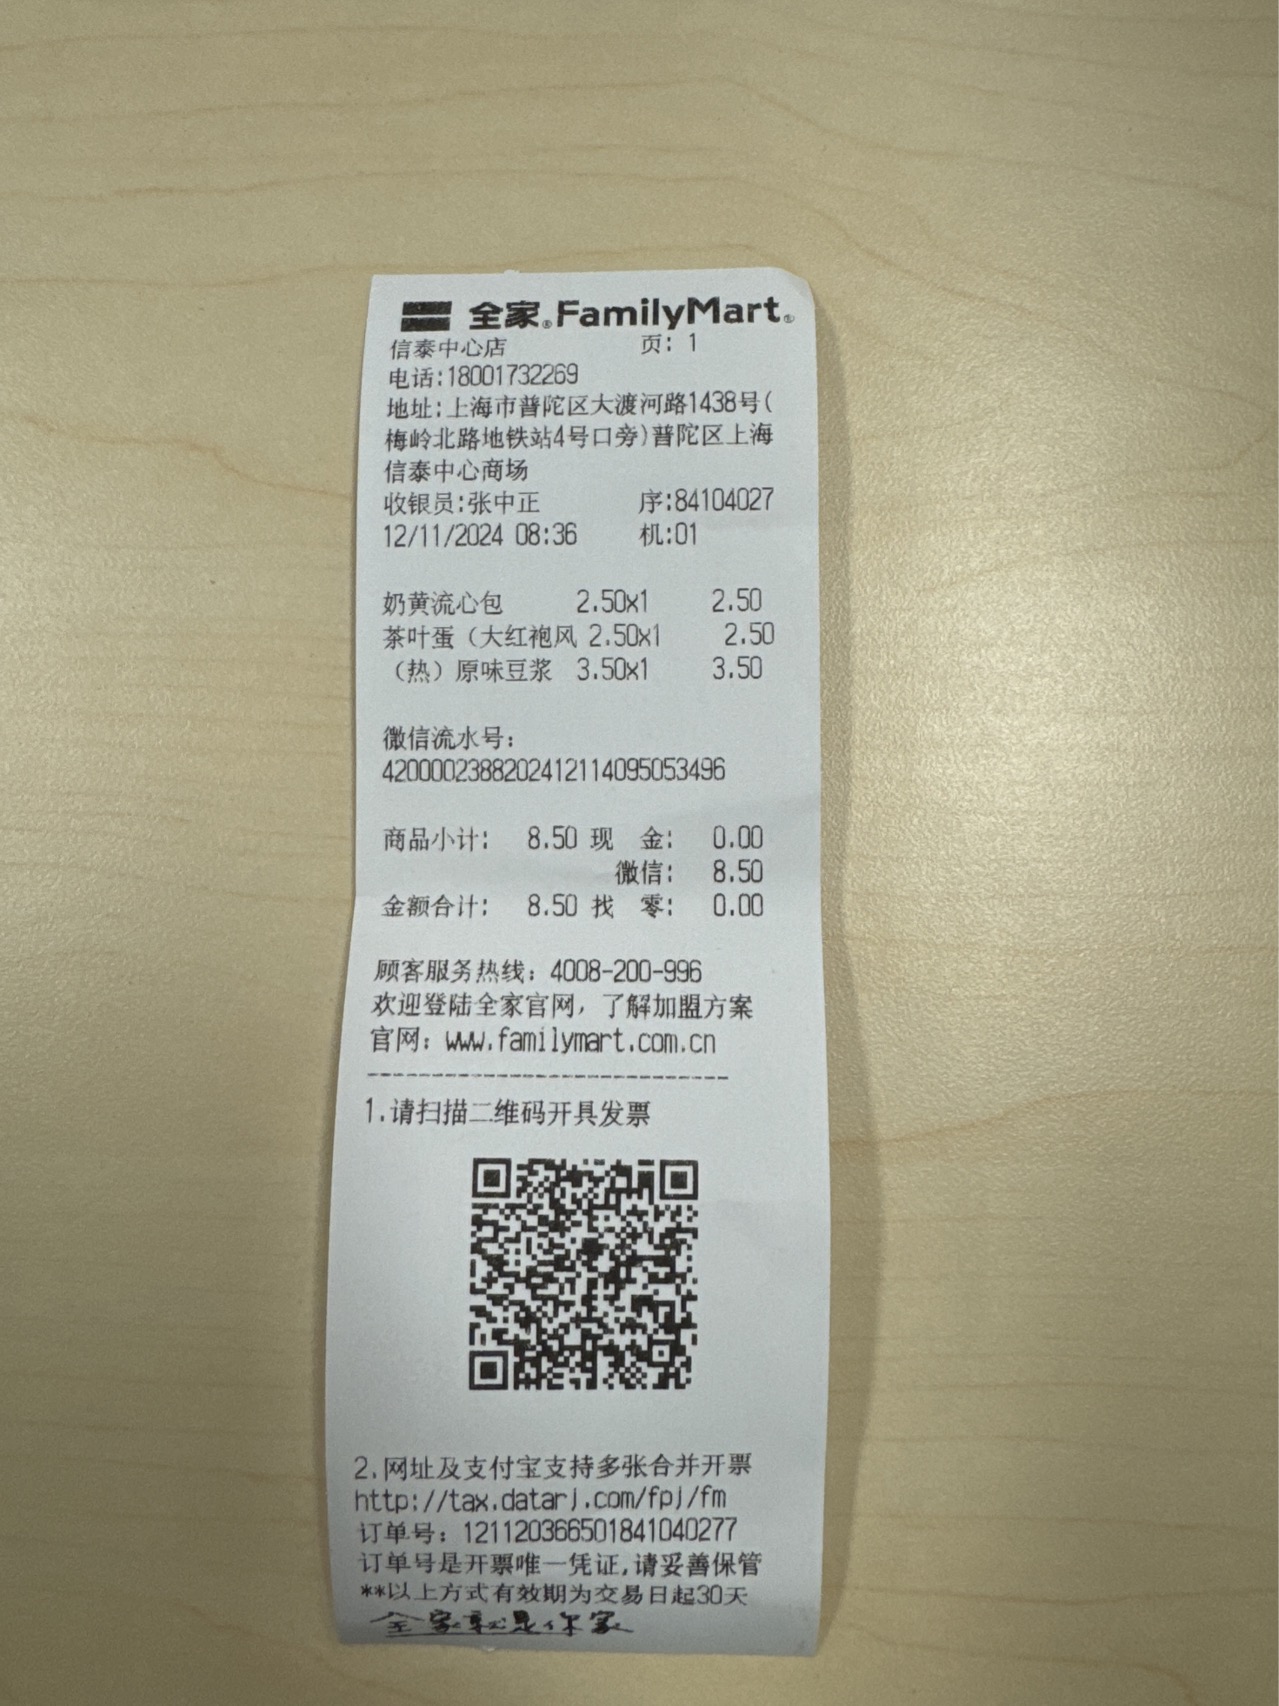 全家®FamilyMart®
信泰中心店 页: 1
电话:18001732269
地址:上海市普陀区大渡河路1438号(
梅岭北路地铁站4号口旁)普陀区上海
信泰中心商场
收银员:张中正 序:84104027
12/11/2024 08:36 机:01
奶黄流心包 2.50x1 2.50
茶叶蛋（大红袍风 2.50x1 2.50
（热）原味豆浆 3.50x1 3.50
微信流水号:
4200002388202412114095053496
商品小计: 8.50 现 金: 0.00
微信: 8.50
金额合计: 8.50 找 零: 0.00
顾客服务热线: 4008-200-996
欢迎登陆全家官网，了解加盟方案
官网: www.familymart.com.cn
1.请扫描二维码开具发票
2.网址及支付宝支持多张合并开票
http://tax.datarj.com/fpj/fm
订单号: 121120366501841040277
订单号是开票唯一凭证,请妥善保管
**以上方式有效期为交易日起30天
全家就是你家